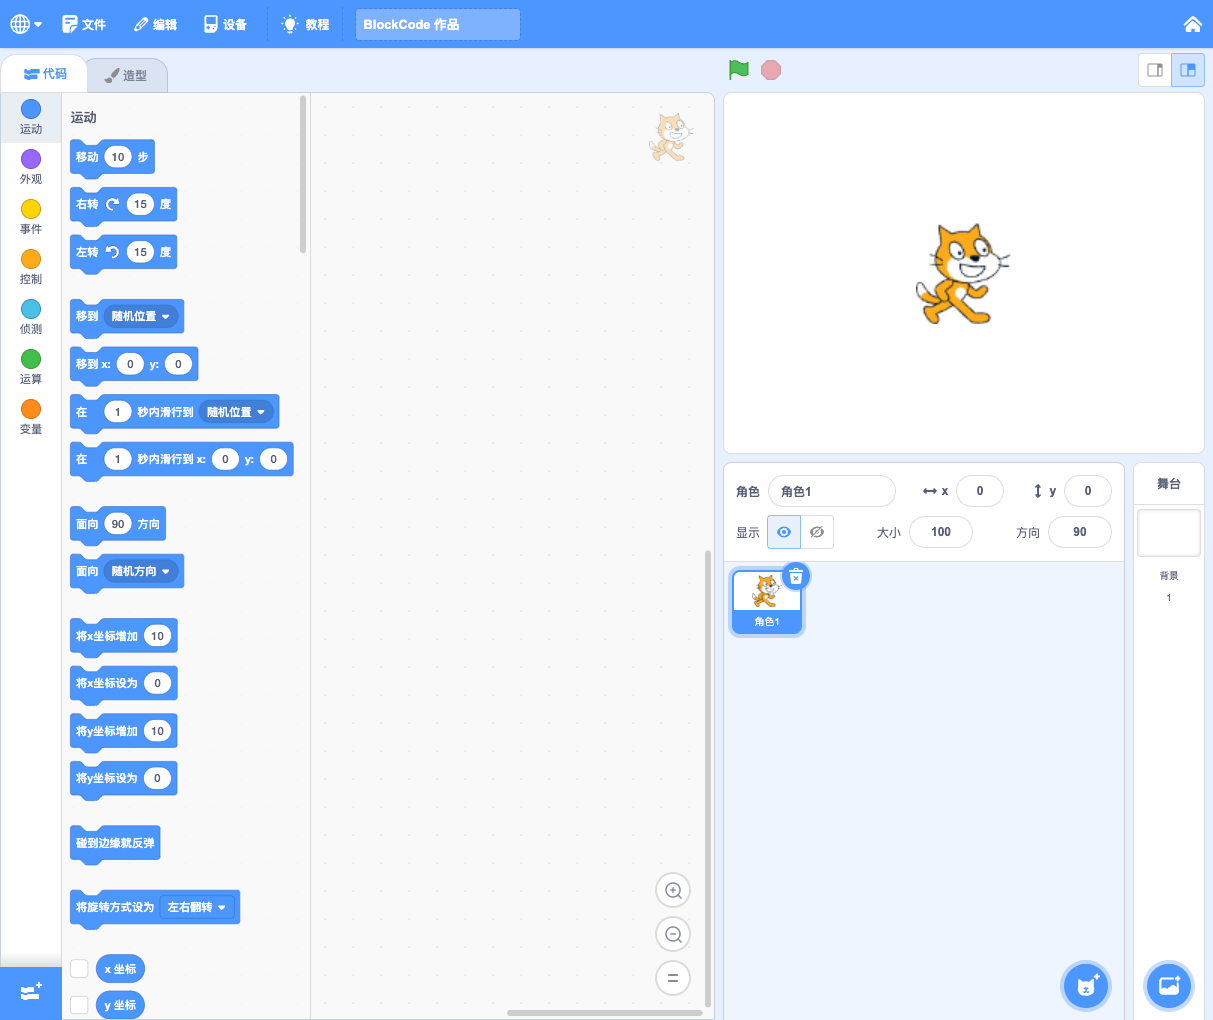 文件 编辑 设备 教程 BlockCode 作品
代码 造型
运动
外观
事件
控制
侦测
运算
变量
运动
移动 10 步
右转 15 度
左转 15 度
移到 随机位置
移到 x: 0 y: 0
在 1 秒内滑行到 随机位置
在 1 秒内滑行到 x: 0 y: 0
面向 90 方向
面向 随机方向
将x坐标增加 10
将x坐标设为 0
将y坐标增加 10
将y坐标设为 0
碰到边缘就反弹
将旋转方式设为 左右翻转
x 坐标
y 坐标
角色 角色1 x 0 y 0
显示 大小 100 方向 90
角色1
舞台
背景
1